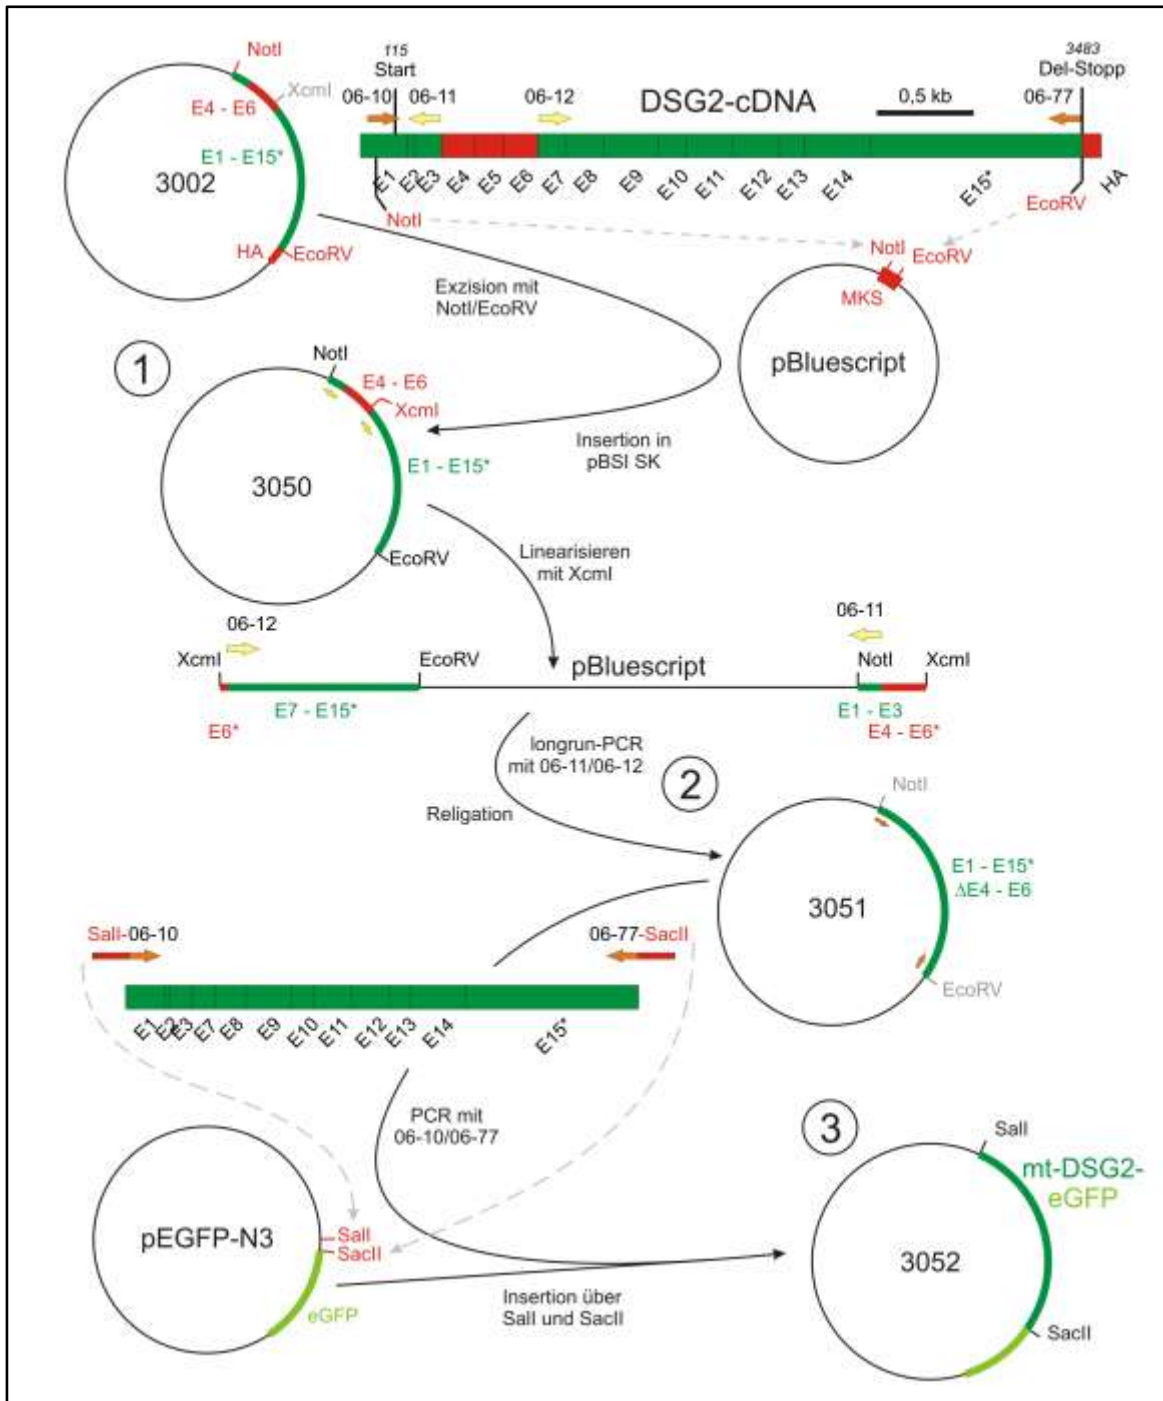 NotI
XcmI
E4 - E6
E1 - E15*
3002
HA
EcoRV
115
Start
3483
Del-Stopp
06-10
06-11
06-12
DSG2-cDNA
0,5 kb
06-77
E1
E2
E3
E4
E5
E6
E7
E8
E9
E10
E11
E12
E13
E14
E15*
HA
NotI
EcoRV
NotI
EcoRV
MKS
pBluescript
Exzision mit
NotI/EcoRV
1
NotI
E4 - E6
XcmI
E1 - E15*
3050
EcoRV
Insertion in
pBSI SK
Linearisieren
mit XcmI
06-12
06-11
XcmI
EcoRV
pBluescript
NotI
XcmI
E7 - E15*
E6*
E1 - E3
E4 - E6*
longrun-PCR
mit 06-11/06-12
2
Religation
NotI
E1 - E15*
ΔE4 - E6
3051
EcoRV
SalI-06-10
06-77-SacII
E1
E2
E3
E7
E8
E9
E10
E11
E12
E13
E14
E15*
PCR mit
06-10/06-77
3
SalI
mt-DSG2-
eGFP
3052
SacII
pEGFP-N3
SalI
SacII
eGFP
Insertion über
SalI und SacII